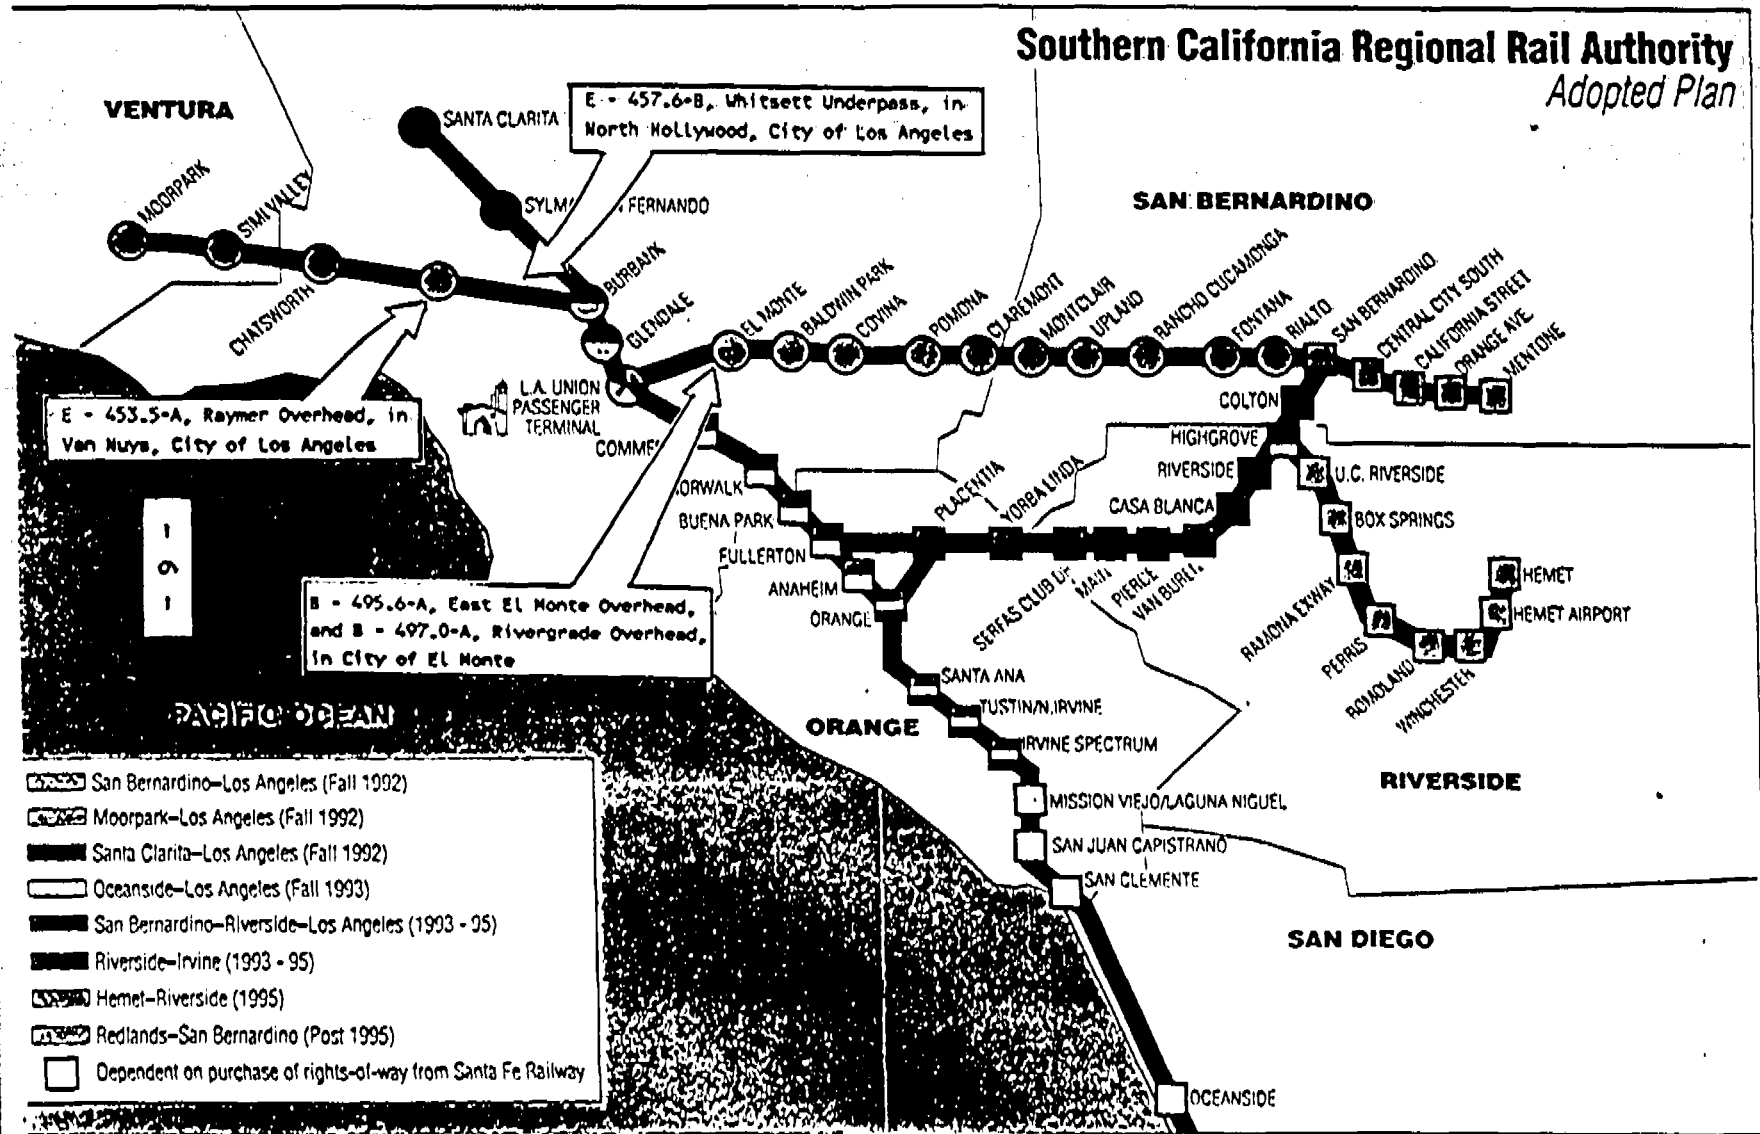 Southern California Regional Rail Authority
Adopted Plan
VENTURA
SANTA CLARITA
E - 457.6-B, Whitsett Underpass, in
North Hollywood, City of Los Angeles
FERNANDO
SAN BERNARDINO
MOORPARK
SIMI VALLEY
CHATSWORTH
BURBANK
GLENDALE
EL MONTE
BALDWIN PARK
COVINA
POMONA
CLAREMONT
MONTCLAIR
UPLAND
RANCHO CUCAMONGA
FONTANA
RIALTO
SAN BERNARDINO
CENTRAL CITY SOUTH
CALIFORNIA STREET
ORANGE AVE.
MENTONE
L.A. UNION
PASSENGER
TERMINAL
E - 453.5-A, Raymer Overhead, in
Van Nuys, City of Los Angeles
COLTON
HIGHGROVE
RIVERSIDE
CASA BLANCA
U.C. RIVERSIDE
BOX SPRINGS
BUENA PARK
FULLERTON
ANAHEIM
ORANGE
PLACENTIA
YORBA LINDA
SERFAS CLUB
MAIN
PIERCE
RAMONA EXWAY
PERRIS
ROMOLAND
WINCHESTER
HEMET
HEMET AIRPORT
- 161 -
B - 495.6-A, East El Monte Overhead,
and B - 497.0-A, Rivergrade Overhead,
in City of El Monte
SANTA ANA
TUSTIN/N.IRVINE
IRVINE SPECTRUM
MISSION VIEJO/LAGUNA NIGUEL
SAN JUAN CAPISTRANO
SAN CLEMENTE
OCEANSIDE
PACIFIC OCEAN
ORANGE
RIVERSIDE
SAN DIEGO
San Bernardino–Los Angeles (Fall 1992)
Moorpark–Los Angeles (Fall 1992)
Santa Clarita–Los Angeles (Fall 1992)
Oceanside–Los Angeles (Fall 1993)
San Bernardino–Riverside–Los Angeles (1993 - 95)
Riverside–Irvine (1993 - 95)
Hemet–Riverside (1995)
Redlands–San Bernardino (Post 1995)
Dependent on purchase of rights-of-way from Santa Fe Railway